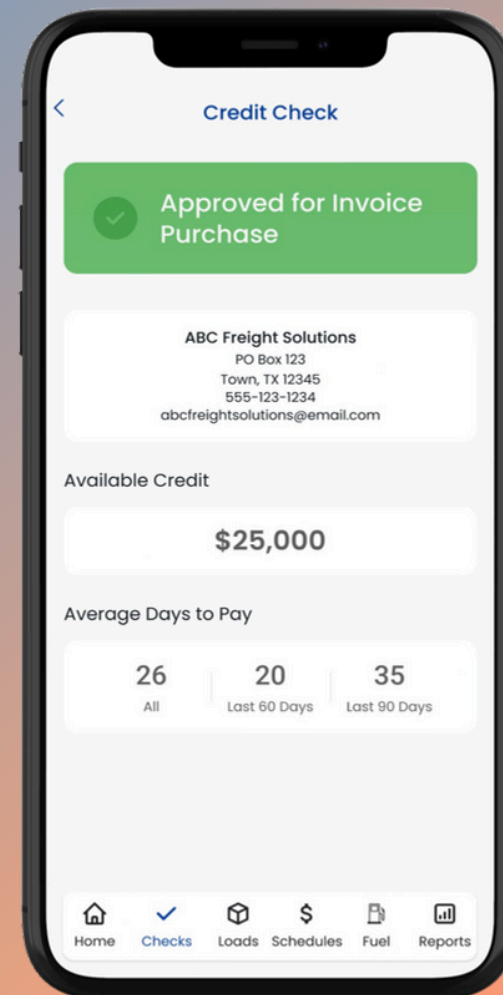 Credit Check
Approved for Invoice
Purchase
ABC Freight Solutions
PO Box 123
Town, TX 12345
555-123-1234
abcfreightsolutions@email.com
Available Credit
$25,000
Average Days to Pay
26 20 35
All Last 60 Days Last 90 Days
Home Checks Loads Schedules Fuel Reports